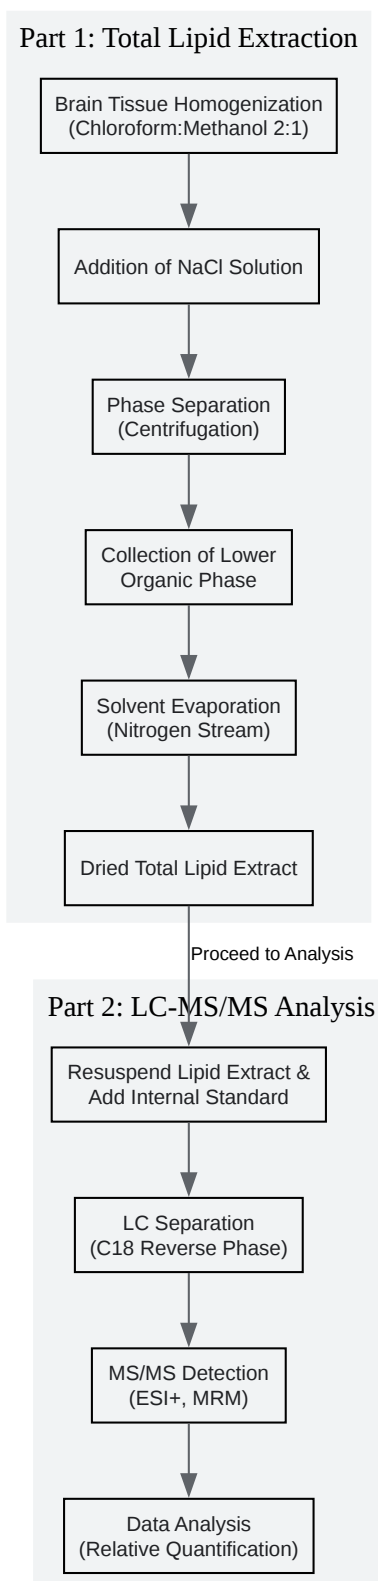 Part 1: Total Lipid Extraction
Brain Tissue Homogenization
(Chloroform:Methanol 2:1)
Addition of NaCl Solution
Phase Separation
(Centrifugation)
Collection of Lower
Organic Phase
Solvent Evaporation
(Nitrogen Stream)
Dried Total Lipid Extract
Proceed to Analysis
Part 2: LC-MS/MS Analysis
Resuspend Lipid Extract &
Add Internal Standard
LC Separation
(C18 Reverse Phase)
MS/MS Detection
(ESI+, MRM)
Data Analysis
(Relative Quantification)